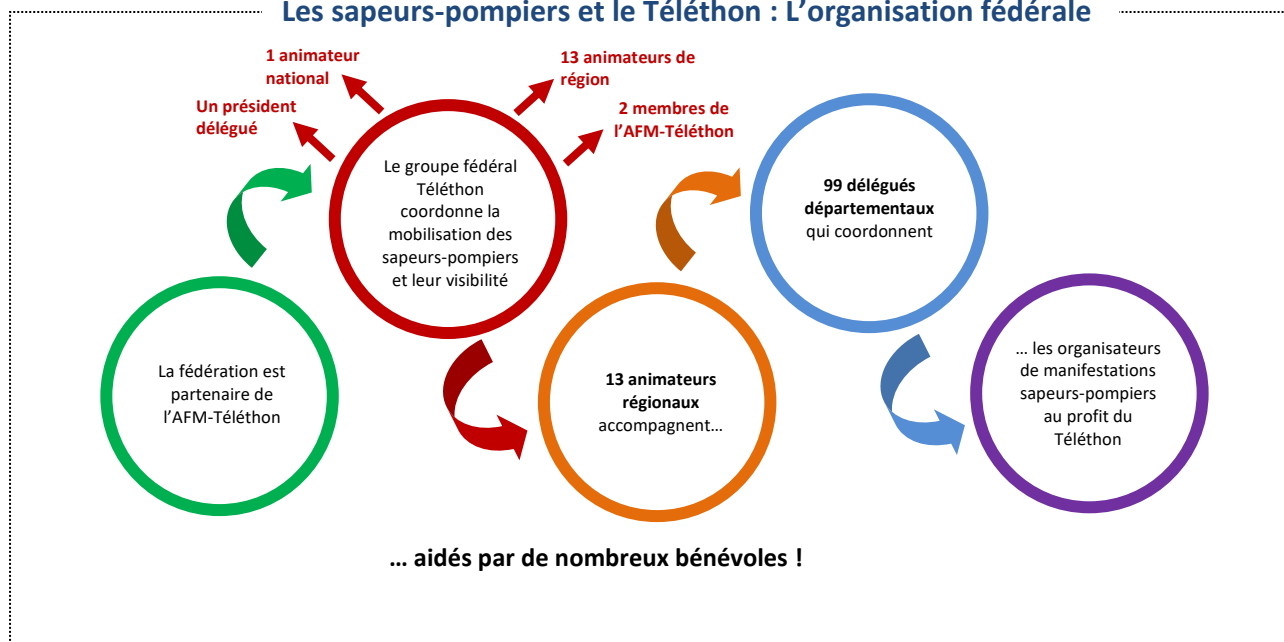 Les sapeurs-pompiers et le Téléthon : L’organisation fédérale
1 animateur
national
13 animateurs de
région
Un président
délégué
2 membres de
l’AFM-Téléthon
La fédération est
partenaire de
l’AFM-Téléthon
Le groupe fédéral
Téléthon
coordonne la
mobilisation des
sapeurs-pompiers
et leur visibilité
13 animateurs
régionaux
accompagnent…
99 délégués
départementaux
qui coordonnent
… les organisateurs
de manifestations
sapeurs-pompiers
au profit du
Téléthon
… aidés par de nombreux bénévoles !